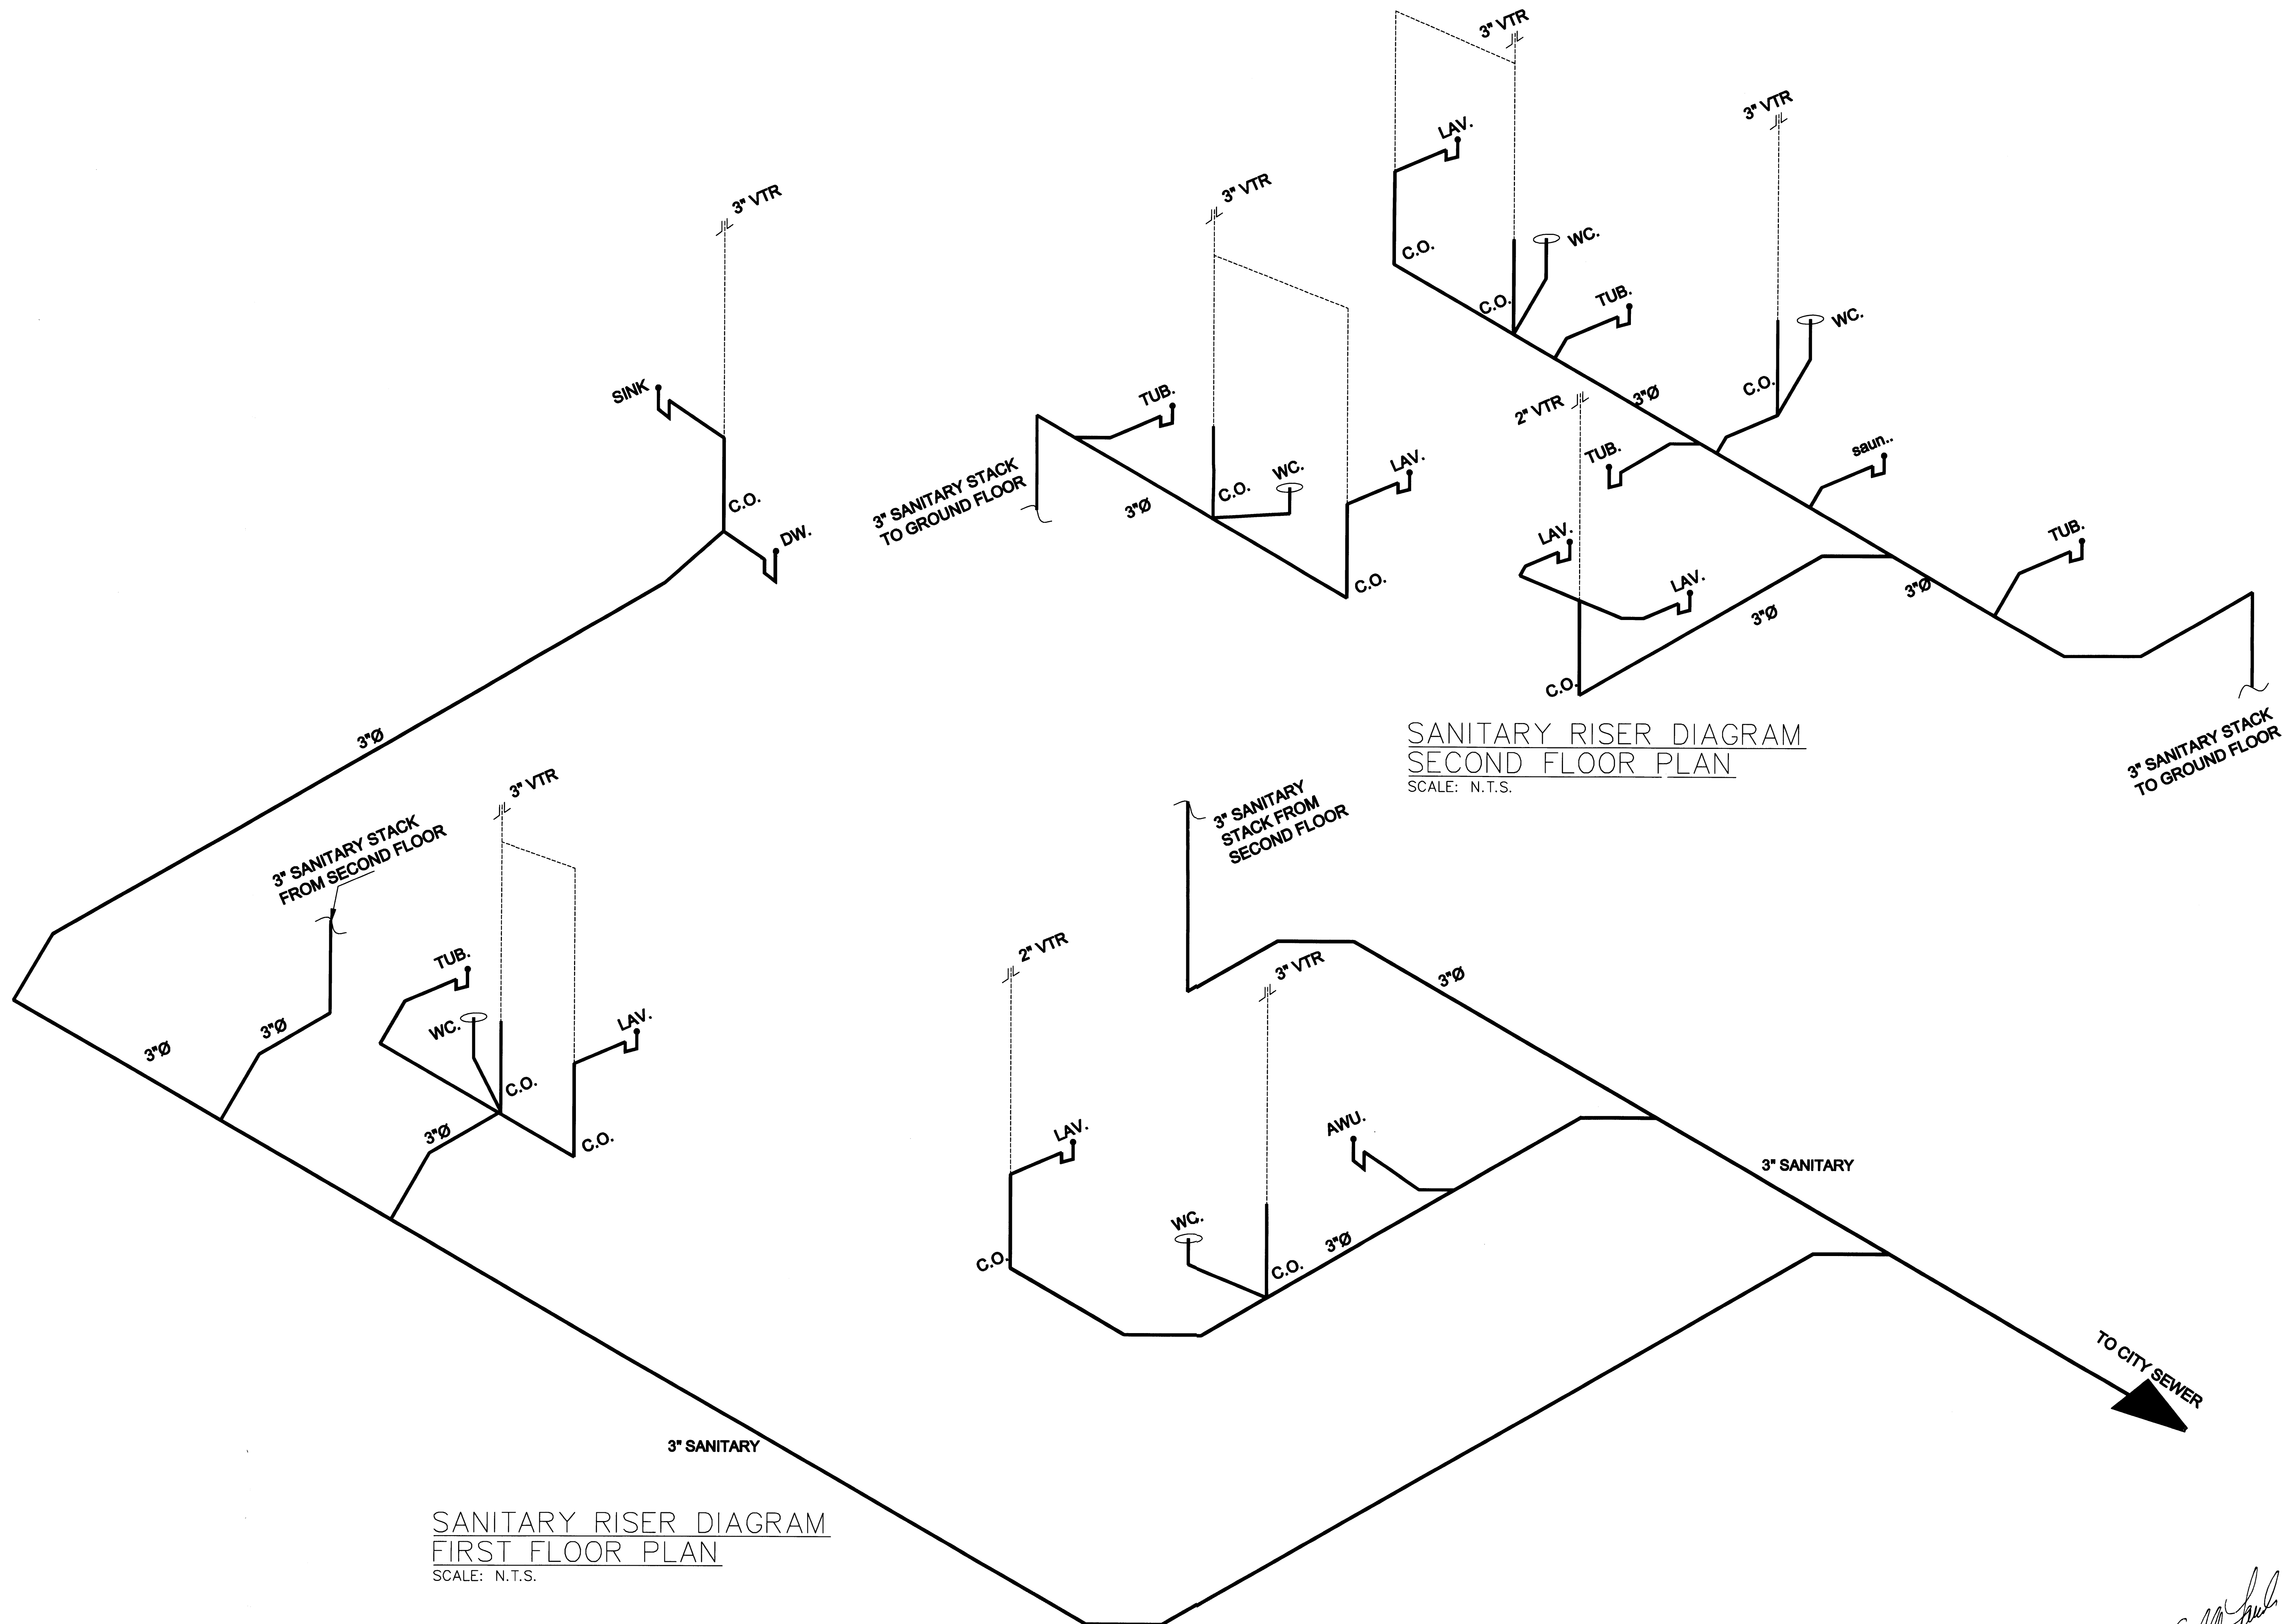 3" VTR
3" VTR
LAV.
3" VTR
3" VTR
C.O.
WC.
C.O.
TUB.
WC.
C.O.
3"Ø
2" VTR
SINK
TUB.
saun..
TUB.
WC.
LAV.
C.O.
C.O.
3"Ø
3" SANITARY STACK
TO GROUND FLOOR
DW.
C.O.
LAV.
LAV.
TUB.
3"Ø
3"Ø
C.O.
SANITARY RISER DIAGRAM
SECOND FLOOR PLAN
SCALE: N.T.S.
3" SANITARY STACK
TO GROUND FLOOR
3"Ø
3" VTR
3" SANITARY STACK
FROM SECOND FLOOR
3" SANITARY
STACK FROM
SECOND FLOOR
TUB.
WC.
LAV.
C.O.
C.O.
3"Ø
3"Ø
3"Ø
2" VTR
3" VTR
3"Ø
LAV.
AWU.
WC.
C.O.
C.O.
3"Ø
3" SANITARY
TO CITY SEWER
3" SANITARY
SANITARY RISER DIAGRAM
FIRST FLOOR PLAN
SCALE: N.T.S.